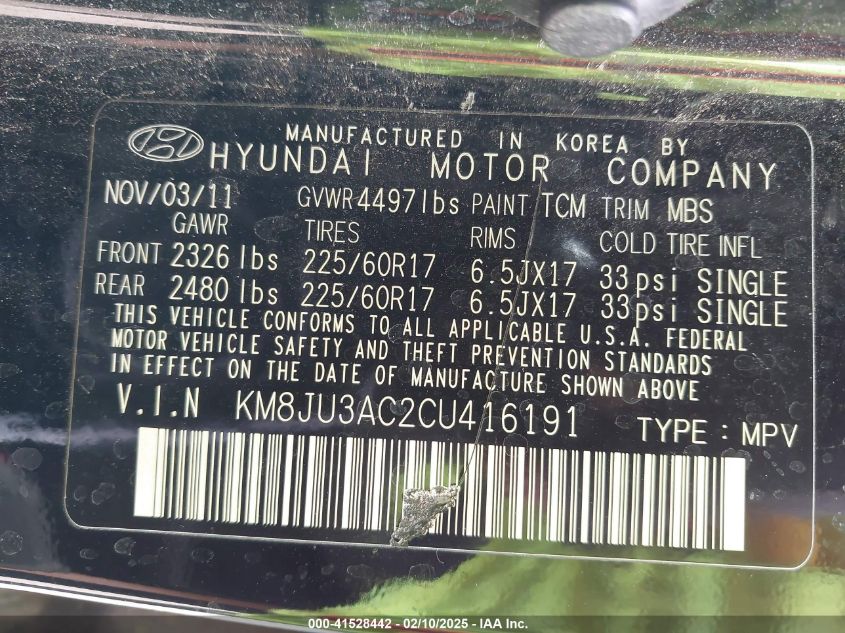 MANUFACTURED IN KOREA BY
HYUNDAI MOTOR COMPANY
NOV/03/11 GVWR 4497lbs PAINT TCM TRIM MBS
GAWR TIRES RIMS COLD TIRE INFL
FRONT 2326 lbs 225/60R17 6.5JX17 33psi SINGLE
REAR 2480 lbs 225/60R17 6.5JX17 33psi SINGLE
THIS VEHICLE CONFORMS TO ALL APPLICABLE U.S.A. FEDERAL
MOTOR VEHICLE SAFETY AND THEFT PREVENTION STANDARDS
IN EFFECT ON THE DATE OF MANUFACTURE SHOWN ABOVE
V.I.N KM8JU3AC2CU416191 TYPE : MPV
000-41528442 - 02/10/2025 - © IAA Inc.